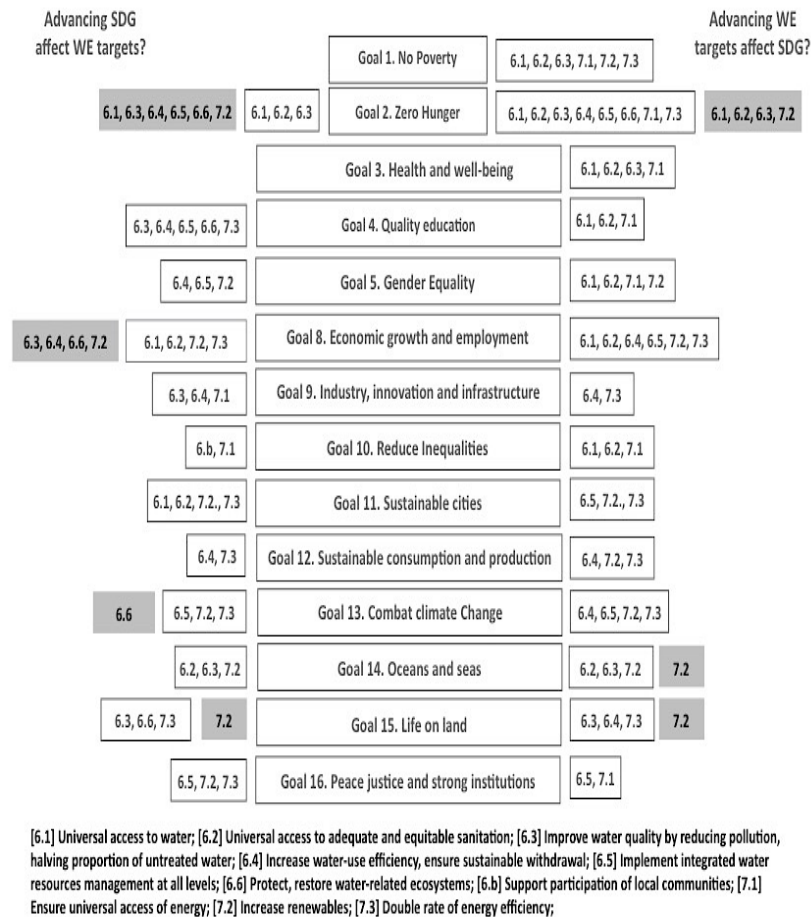 Advancing SDG
affect WE targets?
Advancing WE
targets affect SDG?
Goal 1. No Poverty
6.1, 6.2, 6.3, 7.1, 7.2, 7.3
6.1, 6.3, 6.4, 6.5, 6.6, 7.2
6.1, 6.2, 6.3
Goal 2. Zero Hunger
6.1, 6.2, 6.3, 6.4, 6.5, 6.6, 7.1, 7.3
6.1, 6.2, 6.3, 7.2
Goal 3. Health and well-being
6.1, 6.2, 6.3, 7.1
6.3, 6.4, 6.5, 6.6, 7.3
Goal 4. Quality education
6.1, 6.2, 7.1
6.4, 6.5, 7.2
Goal 5. Gender Equality
6.1, 6.2, 7.1, 7.2
6.3, 6.4, 6.6, 7.2
6.1, 6.2, 7.2, 7.3
Goal 8. Economic growth and employment
6.1, 6.2, 6.4, 6.5, 7.2, 7.3
6.3, 6.4, 7.1
Goal 9. Industry, innovation and infrastructure
6.4, 7.3
6.b, 7.1
Goal 10. Reduce Inequalities
6.1, 6.2, 7.1
6.1, 6.2, 7.2., 7.3
Goal 11. Sustainable cities
6.5, 7.2., 7.3
6.4, 7.3
Goal 12. Sustainable consumption and production
6.4, 7.2, 7.3
6.6
6.5, 7.2, 7.3
Goal 13. Combat climate Change
6.4, 6.5, 7.2, 7.3
6.2, 6.3, 7.2
Goal 14. Oceans and seas
6.2, 6.3, 7.2
7.2
6.3, 6.6, 7.3
7.2
Goal 15. Life on land
6.3, 6.4, 7.3
7.2
6.5, 7.2, 7.3
Goal 16. Peace justice and strong institutions
6.5, 7.1
[6.1] Universal access to water; [6.2] Universal access to adequate and equitable sanitation; [6.3] Improve water quality by reducing pollution,
halving proportion of untreated water; [6.4] Increase water-use efficiency, ensure sustainable withdrawal; [6.5] Implement integrated water
resources management at all levels; [6.6] Protect, restore water-related ecosystems; [6.b] Support participation of local communities; [7.1]
Ensure universal access of energy; [7.2] Increase renewables; [7.3] Double rate of energy efficiency;